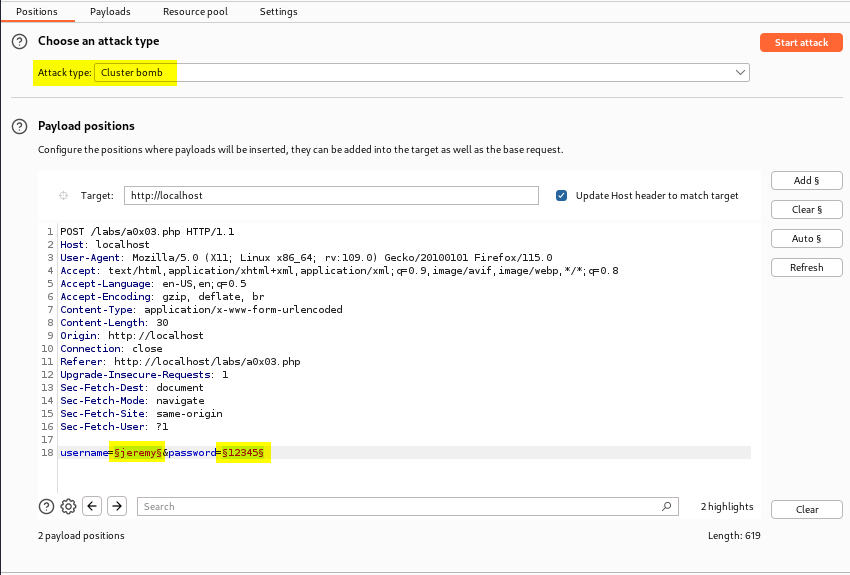 Positions Payloads Resource pool Settings
Choose an attack type
Start attack
Attack type: Cluster bomb
Payload positions
Configure the positions where payloads will be inserted, they can be added into the target as well as the base request.
Add §
Target: http://localhost
Update Host header to match target
Clear §
Auto §
Refresh
1 POST /labs/a0x03.php HTTP/1.1
2 Host: localhost
3 User-Agent: Mozilla/5.0 (X11; Linux x86_64; rv:109.0) Gecko/20100101 Firefox/115.0
4 Accept: text/html,application/xhtml+xml,application/xml;q=0.9,image/avif,image/webp,*/*;q=0.8
5 Accept-Language: en-US,en;q=0.5
6 Accept-Encoding: gzip, deflate, br
7 Content-Type: application/x-www-form-urlencoded
8 Content-Length: 30
9 Origin: http://localhost
10 Connection: close
11 Referer: http://localhost/labs/a0x03.php
12 Upgrade-Insecure-Requests: 1
13 Sec-Fetch-Dest: document
14 Sec-Fetch-Mode: navigate
15 Sec-Fetch-Site: same-origin
16 Sec-Fetch-User: ?1
17
18 username=§jeremy§&password=§12345§
Search
2 highlights
Clear
2 payload positions
Length: 619